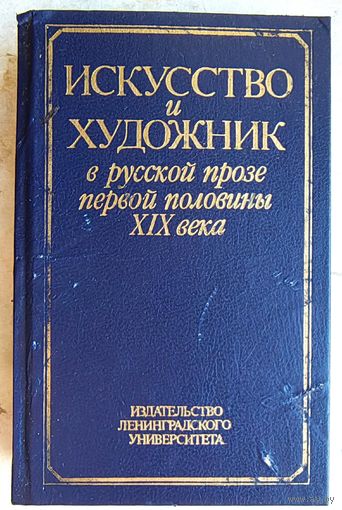 ИСКУССТВО
и
ХУДОЖНИК
в русской прозе
первой половины
XIX века
ИЗДАТЕЛЬСТВО
ЛЕНИНГРАДСКОГО
УНИВЕРСИТЕТА